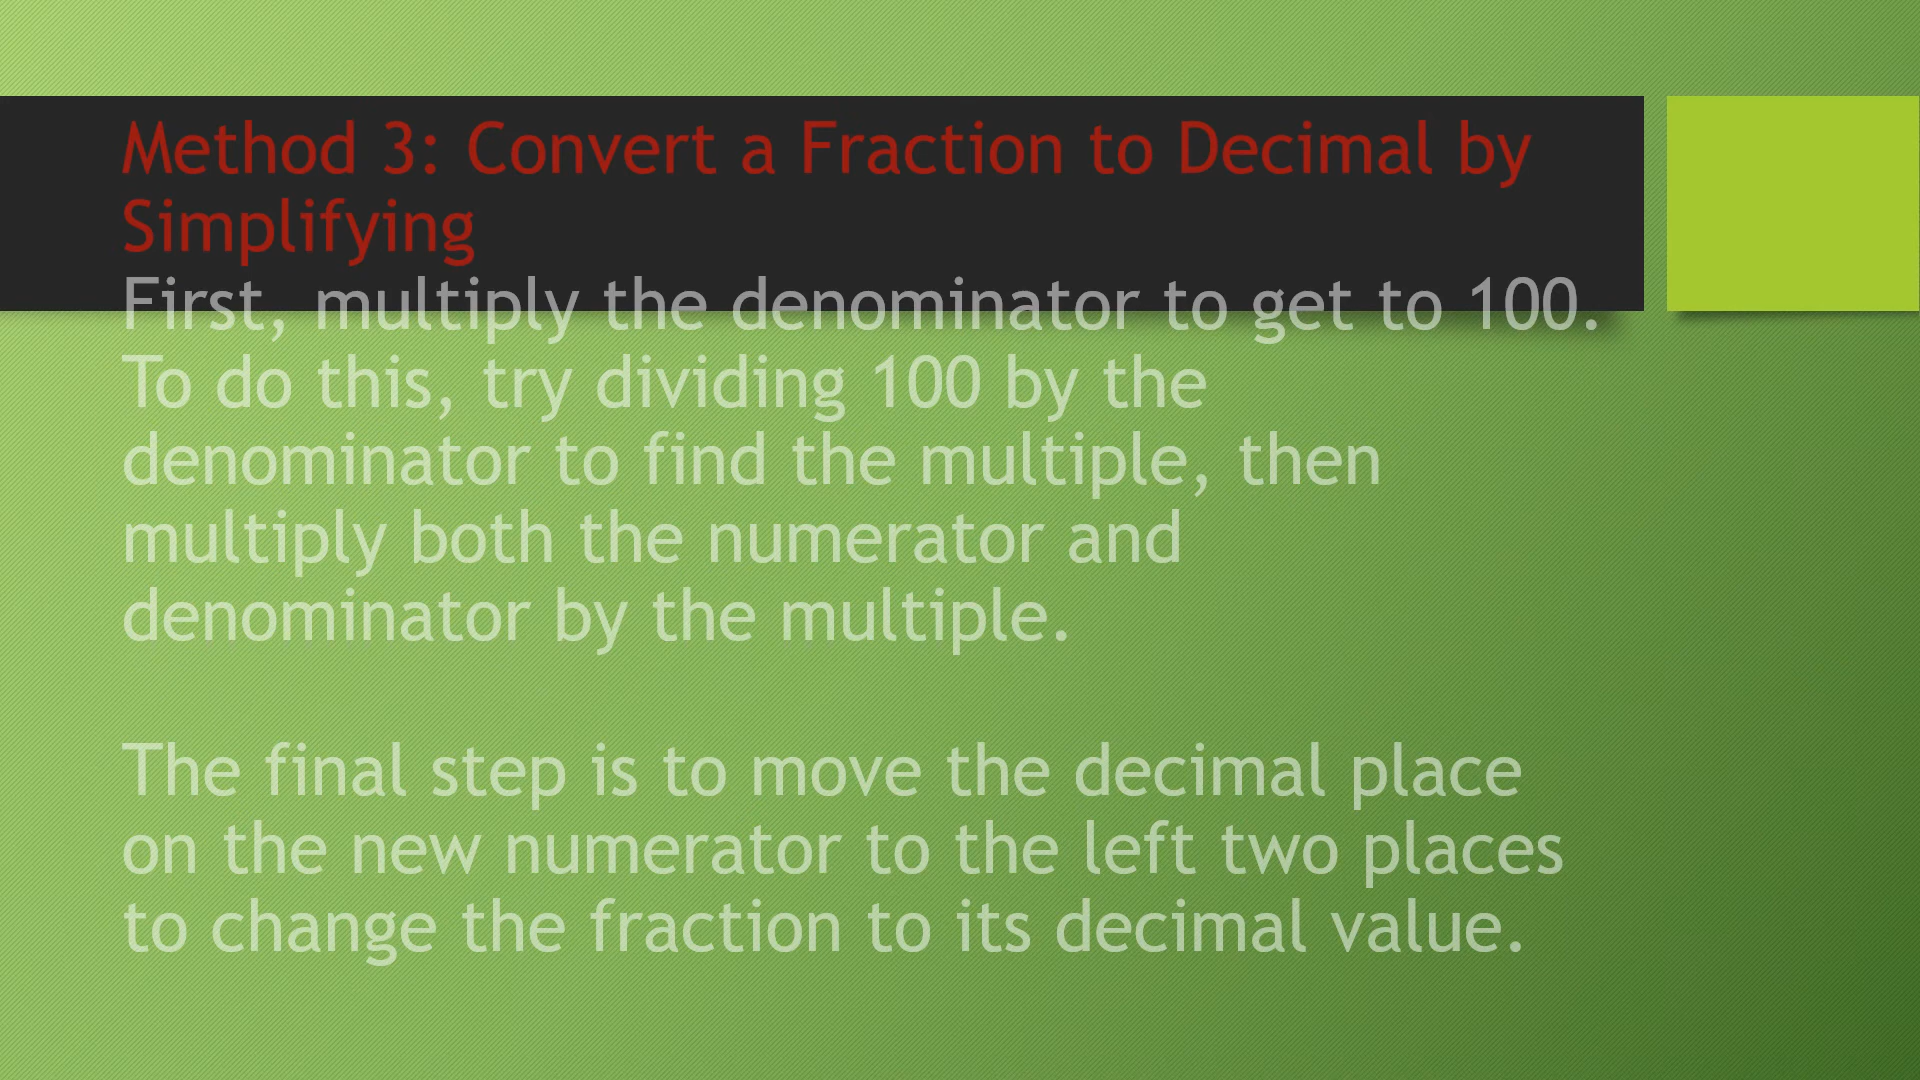 Method 3: Convert a Fraction to Decimal by
Simplifying
First, multiply the denominator to get to 100.
To do this, try dividing 100 by the
denominator to find the multiple, then
multiply both the numerator and
denominator by the multiple.
The final step is to move the decimal place
on the new numerator to the left two places
to change the fraction to its decimal value.